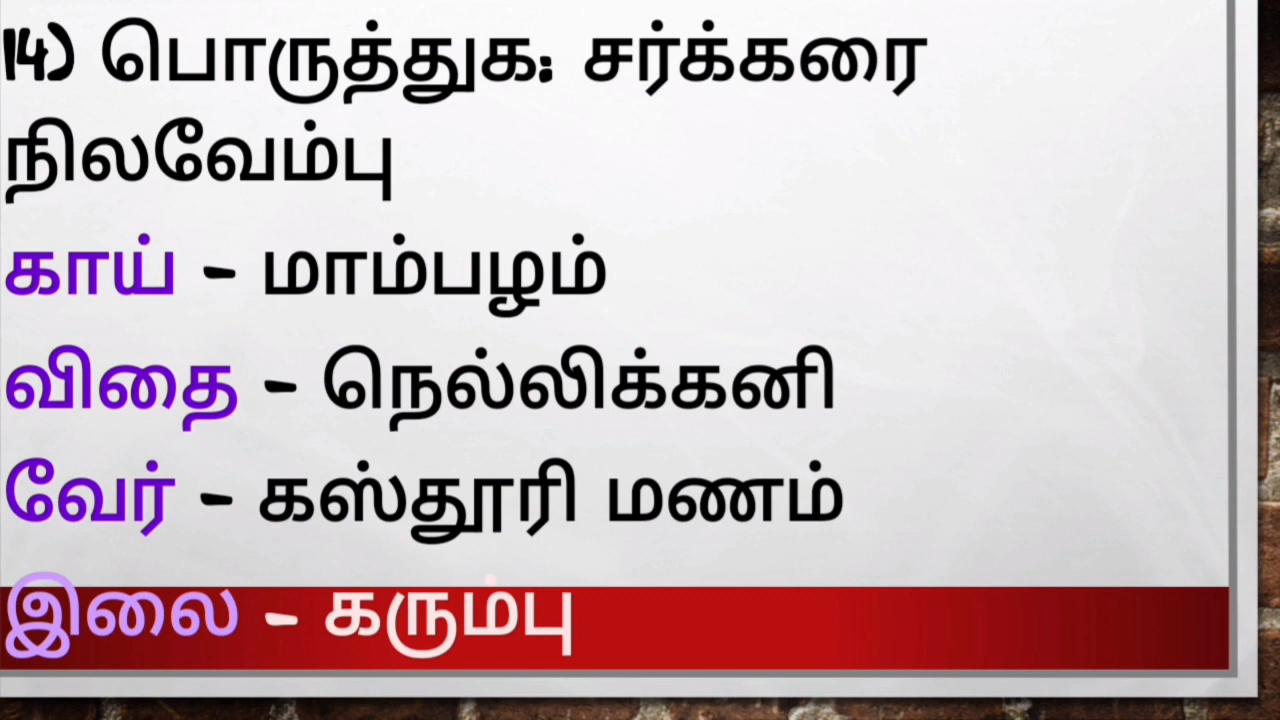 14) பொருத்துக: சர்க்கரை
நிலவேம்பு
காய் - மாம்பழம்
விதை - நெல்லிக்கனி
வேர் - கஸ்தூரி மணம்
இலை - கரும்பு